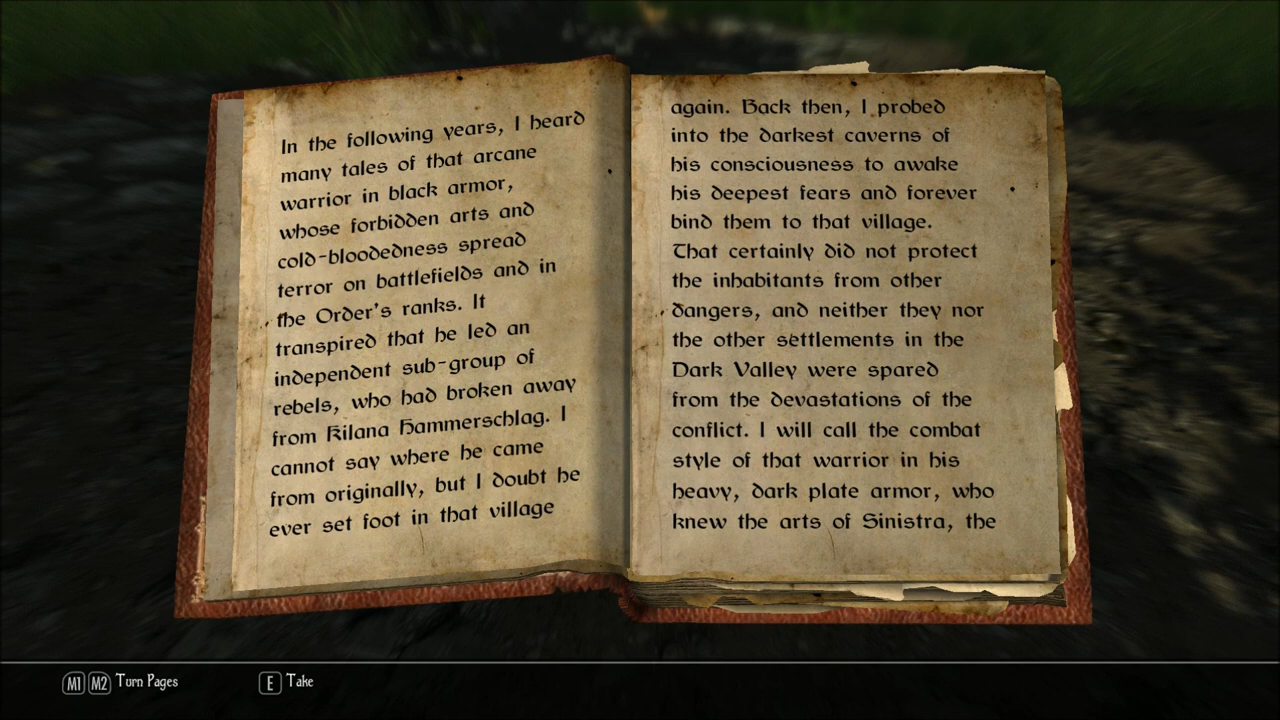 In the following years, I heard
many tales of that arcane
warrior in black armor,
whose forbidden arts and
cold-bloodedness spread
terror on battlefields and in
the Order's ranks. It
transpired that he led an
independent sub-group of
rebels, who had broken away
from Kilana Hammerschlag. I
cannot say where he came
from originally, but I doubt he
ever set foot in that village
again. Back then, I probed
into the darkest caverns of
his consciousness to awake
his deepest fears and forever
bind them to that village.
That certainly did not protect
the inhabitants from other
dangers, and neither they nor
the other settlements in the
Dark Valley were spared
from the devastations of the
conflict. I will call the combat
style of that warrior in his
heavy, dark plate armor, who
knew the arts of Sinistra, the
M1 M2 Turn Pages
E Take